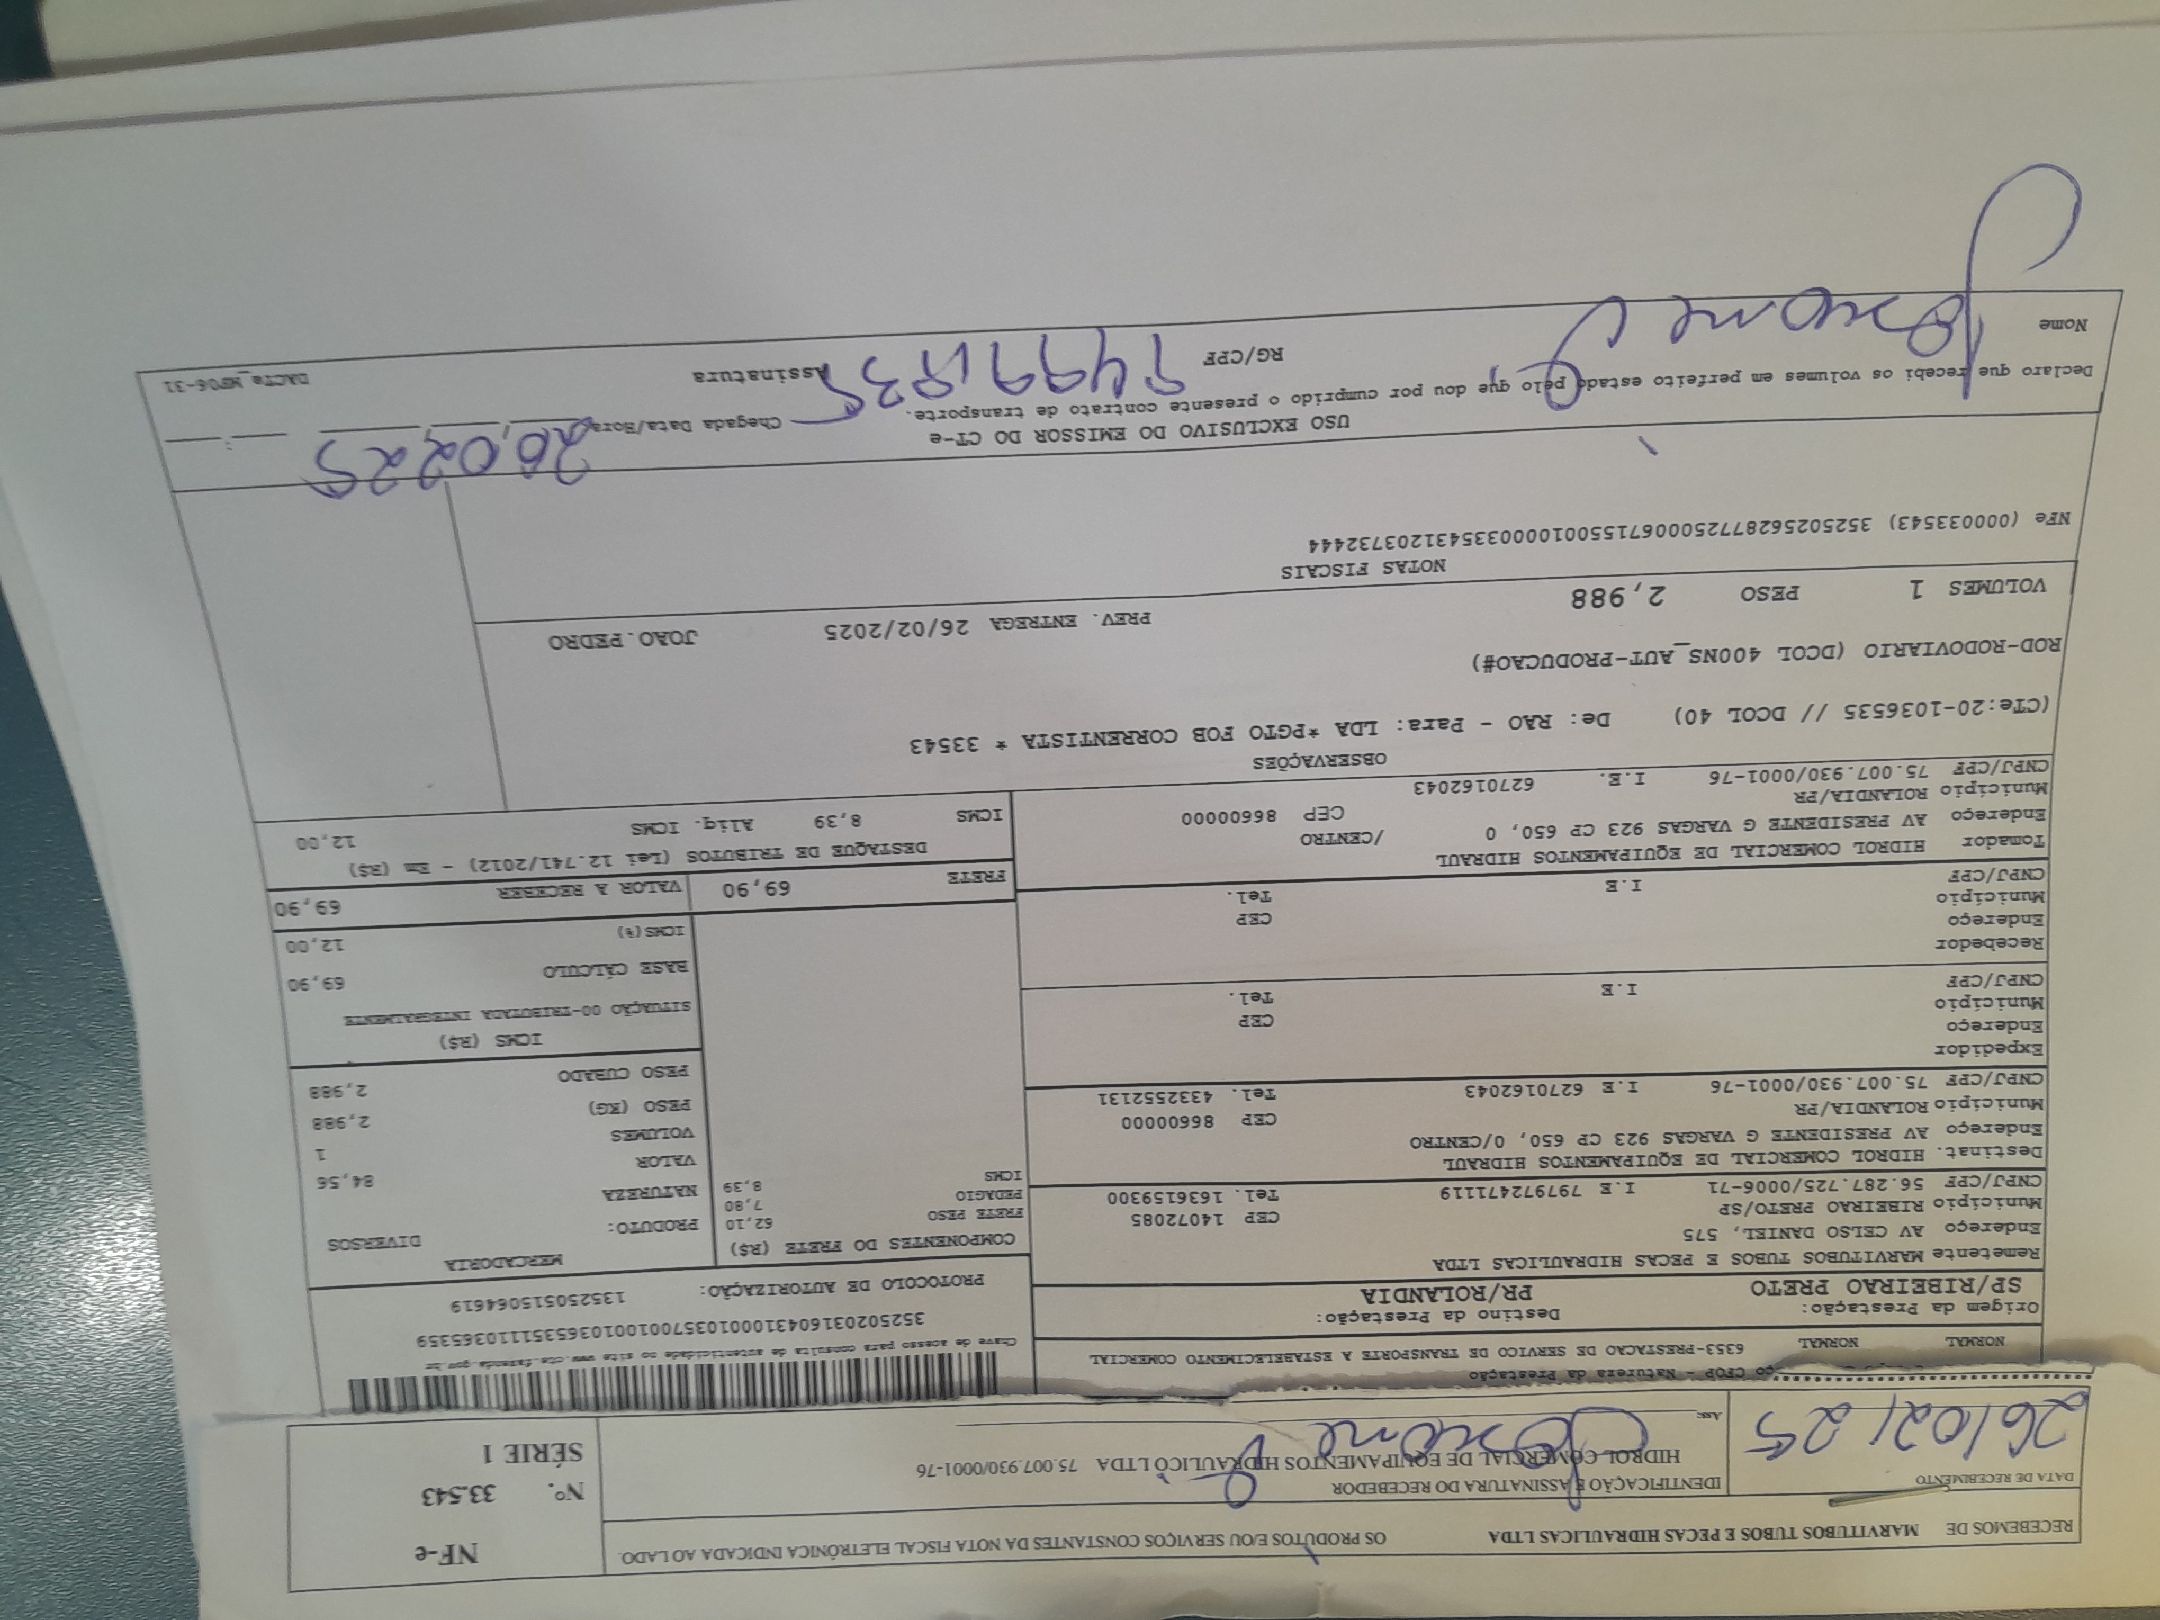 RECEBEMOS DE MARVITUBOS TUBOS E PECAS HIDRAULICAS LTDA OS PRODUTOS E/OU SERVIÇOS CONSTANTES DA NOTA FISCAL ELETRÔNICA INDICADA AO LADO.
NF-e
Nº. 33.543
SÉRIE 1
DATA DE RECEBIMENTO
26/02/25
IDENTIFICAÇÃO E ASSINATURA DO RECEBEDOR
HIDROL COMERCIAL DE EQUIPAMENTOS HIDRAULICO LTDA 75.007.930/0001-76
Ass:
CFOP - Natureza da Prestação
NORMAL NORMAL 6353-PRESTACAO DE SERVICO DE TRANSPORTE A ESTABELECIMENTO COMERCIAL
Origem da Prestação: Destino da Prestação:
SP/RIBEIRAO PRETO PR/ROLANDIA
Remetente MARVITUBOS TUBOS E PECAS HIDRAULICAS LTDA
Endereço AV CELSO DANIEL, 575
Município RIBEIRAO PRETO/SP CEP 14072085
CNPJ/CPF 56.287.725/0006-71 I.E 797972471119 Tel. 1636159300
Destinat. HIDROL COMERCIAL DE EQUIPAMENTOS HIDRAUL
Endereço AV PRESIDENTE G VARGAS 923 CP 650, 0/CENTRO
Município ROLANDIA/PR CEP 86600000
CNPJ/CPF 75.007.930/0001-76 I.E 6270162043 Tel. 4332552131
Expedidor
Endereço
Município CEP
CNPJ/CPF I.E Tel.
Recebedor
Endereço
Município CEP
CNPJ/CPF I.E Tel.
Tomador HIDROL COMERCIAL DE EQUIPAMENTOS HIDRAUL
Endereço AV PRESIDENTE G VARGAS 923 CP 650, 0 /CENTRO
Município ROLANDIA/PR CEP 86600000
CNPJ/CPF 75.007.930/0001-76 I.E. 6270162043
Chave de acesso para consulta de autenticidade no site www.cte.fazenda.gov.br
PROTOCOLO DE AUTORIZAÇÃO: 135250515064619
COMPONENTES DO FRETE (R$)
FRETE PESO 62,10
PEDAGIO 7,80
ICMS 8,39
MERCADORIA
PRODUTO: DIVERSOS
NATUREZA
VALOR 84,56
VOLUMES 1
PESO (KG) 2,988
PESO CUBADO 2,988
ICMS (R$)
SITUAÇÃO 00-TRIBUTADA INTEGRALMENTE
BASE CÁLCULO 69,90
ICMS(%) 12,00
FRETE 69,90 VALOR A RECEBER 69,90
DESTAQUE DE TRIBUTOS (Lei 12.741/2012) - Em (R$)
ICMS 8,39 Aliq. ICMS 12,00
OBSERVAÇÕES
(CTe:20-1036535 // DCOL 40) De: RAO - Para: LDA *PGTO FOB CORRENTISTA * 33543
ROD-RODOVIARIO (DCOL 400NS_AUT-PRODUCAO#)
VOLUMES 1 PESO 2,988 PREV. ENTREGA 26/02/2025 JOAO.PEDRO
NOTAS FISCAIS
NFe (000033543) 35250256287725000671550010000335431203732444
USO EXCLUSIVO DO EMISSOR DO CT-e
Declaro que recebi os volumes em perfeito estado pelo que dou por cumprido o presente contrato de transporte.
Chegada Data/Hora 26,02,25
Nome
RG/CPF
Assinatura
DACTe_MP06-31